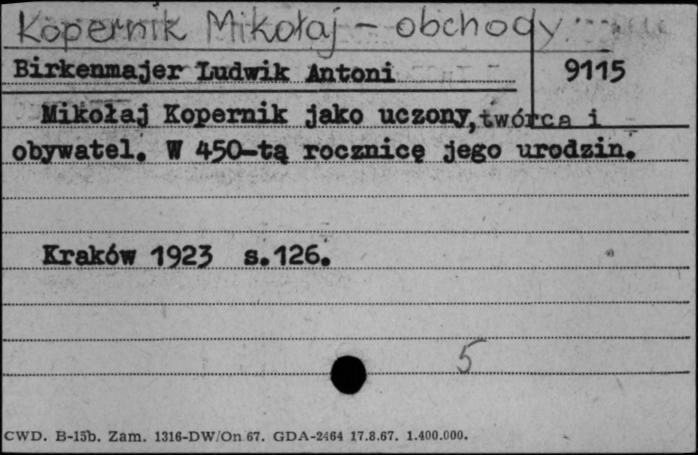 Kopernik Mikołaj - obchody
Birkenmajer Ludwik Antoni 9115
Mikołaj Kopernik jako uczony, twórca i
obywatel. W 450-tą rocznicę jego urodzin.
Kraków 1923 s.126.
5
CWD. B-15b. Zam. 1316-DW/On 67. GDA-2464 17.8.67. 1.400.000.